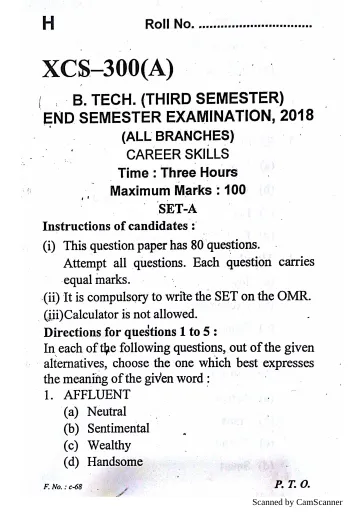 H Roll No. ................................
XCS–300(A)
B. TECH. (THIRD SEMESTER)
END SEMESTER EXAMINATION, 2018
(ALL BRANCHES)
CAREER SKILLS
Time : Three Hours
Maximum Marks : 100
SET-A
Instructions of candidates :
(i) This question paper has 80 questions.
Attempt all questions. Each question carries
equal marks.
(ii) It is compulsory to write the SET on the OMR.
(iii)Calculator is not allowed.
Directions for questions 1 to 5 :
In each of the following questions, out of the given
alternatives, choose the one which best expresses
the meaning of the given word :
1. AFFLUENT
(a) Neutral
(b) Sentimental
(c) Wealthy
(d) Handsome
F. No. : c-68 P. T. O.
Scanned by CamScanner